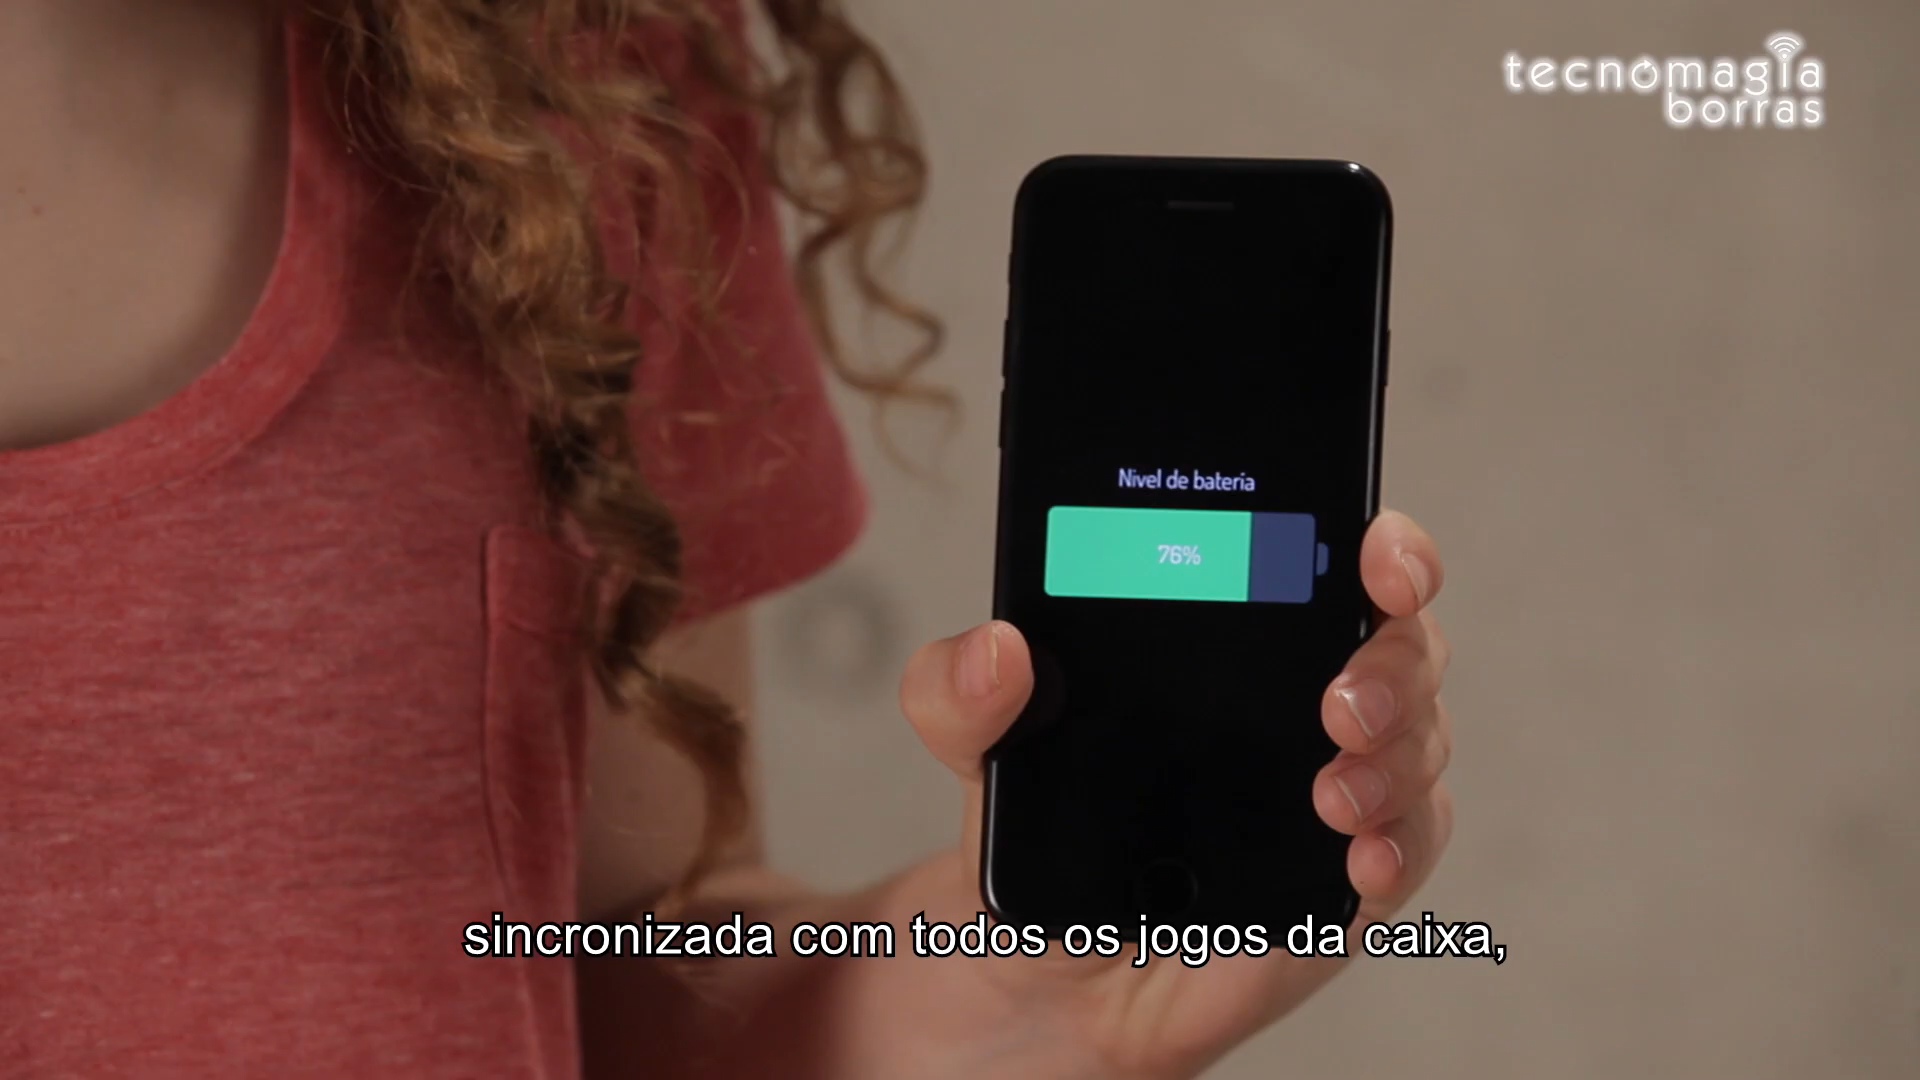 tecnomagia
borras
Nivel de bateria
76%
sincronizada com todos os jogos da caixa,